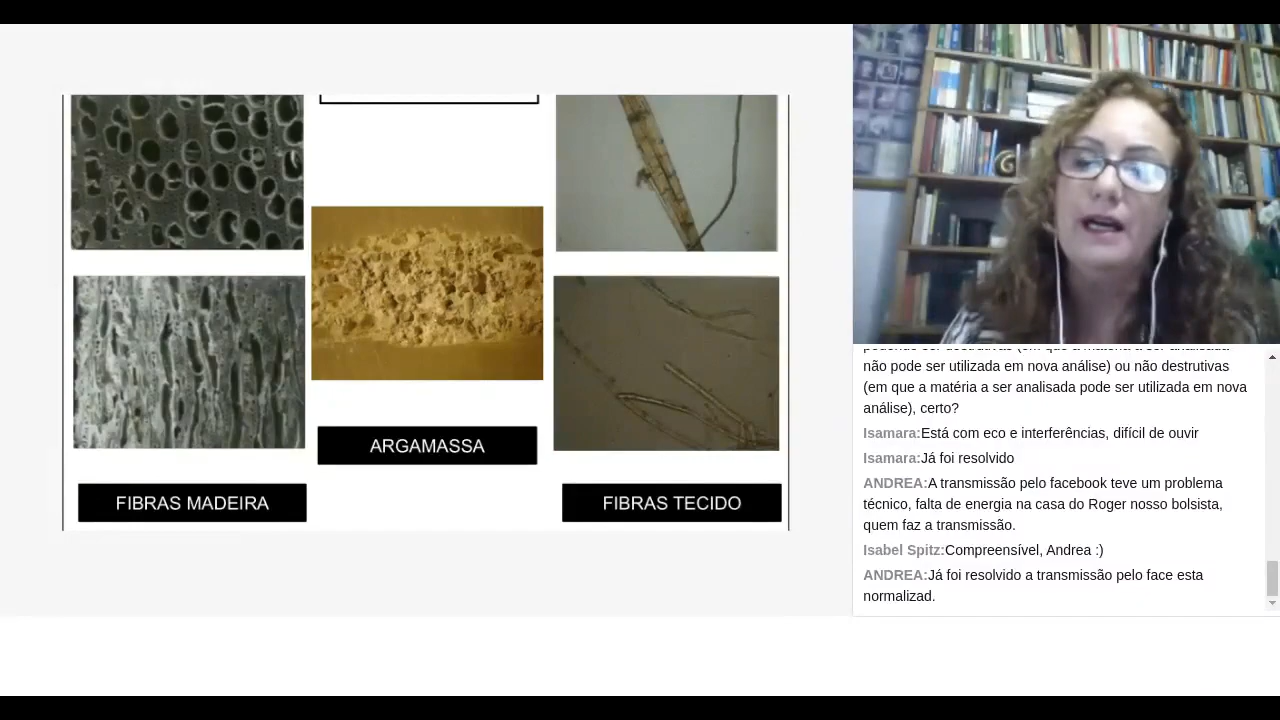 ARGAMASSA
FIBRAS MADEIRA
FIBRAS TECIDO
não pode ser utilizada em nova análise) ou não destrutivas
(em que a matéria a ser analisada pode ser utilizada em nova
análise), certo?
Isamara:Está com eco e interferências, difícil de ouvir
Isamara:Já foi resolvido
ANDREA:A transmissão pelo facebook teve um problema
técnico, falta de energia na casa do Roger nosso bolsista,
quem faz a transmissão.
Isabel Spitz:Compreensível, Andrea :)
ANDREA:Já foi resolvido a transmissão pelo face esta
normalizad.